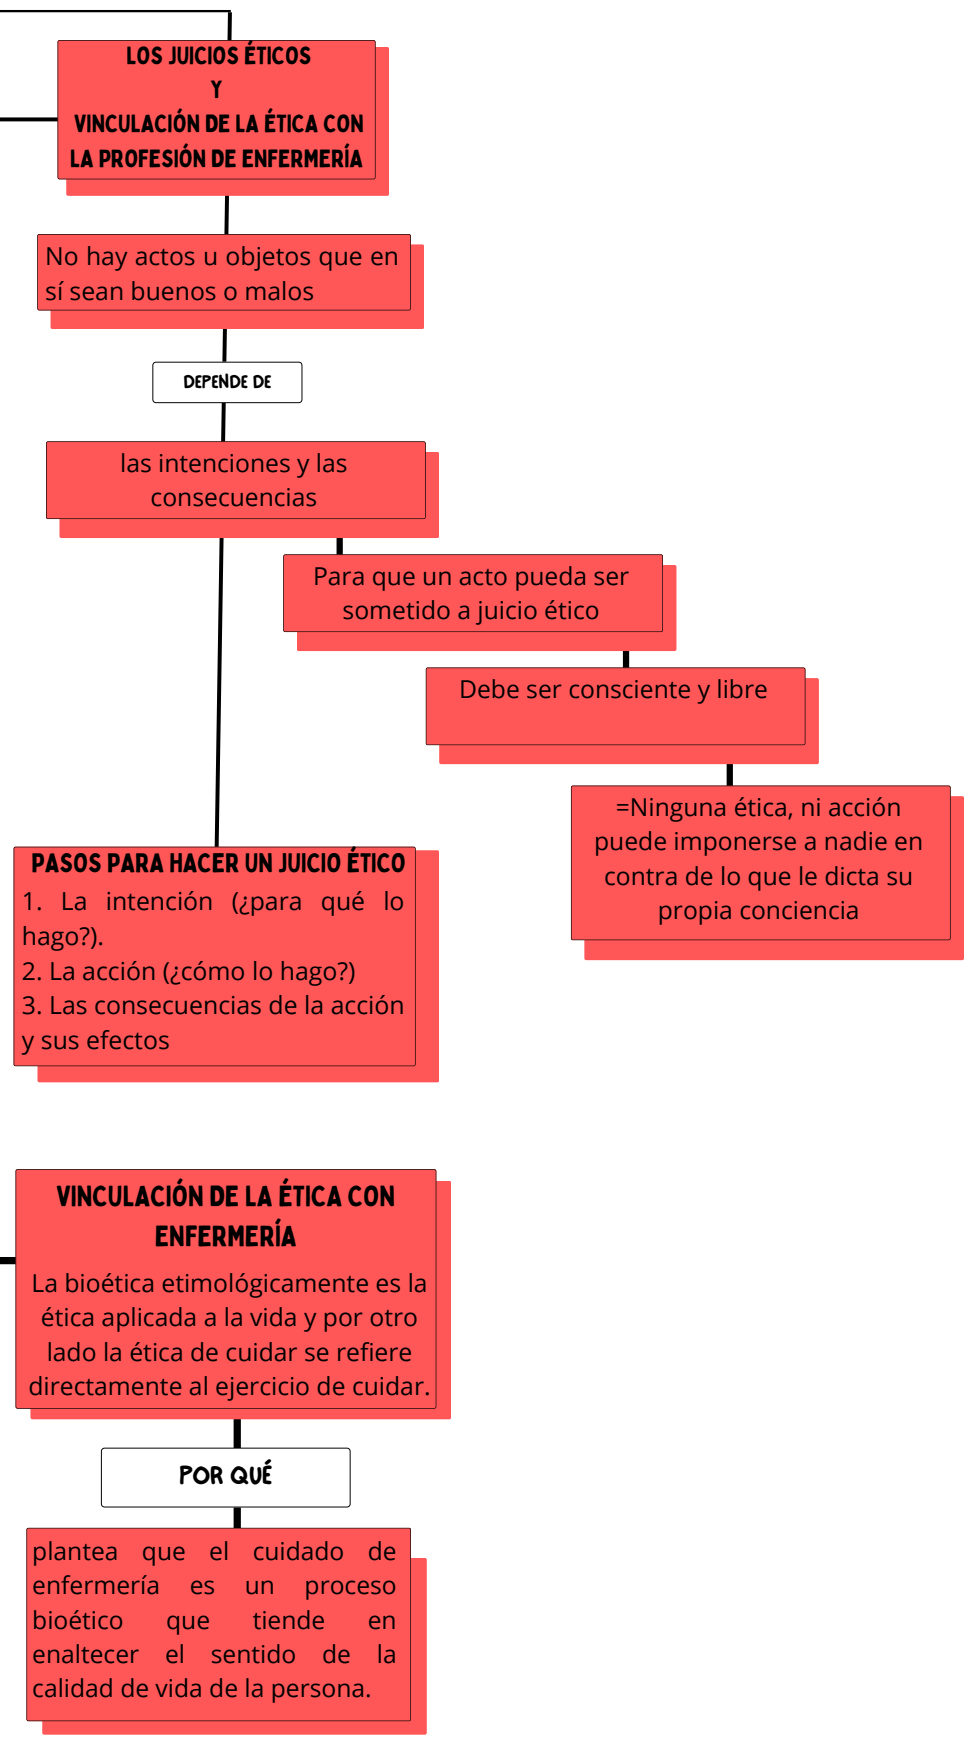 LOS JUICIOS ÉTICOS
Y
VINCULACIÓN DE LA ÉTICA CON
LA PROFESIÓN DE ENFERMERÍA
No hay actos u objetos que en
sí sean buenos o malos
DEPENDE DE
las intenciones y las
consecuencias
Para que un acto pueda ser
sometido a juicio ético
Debe ser consciente y libre
=Ninguna ética, ni acción
puede imponerse a nadie en
contra de lo que le dicta su
propia conciencia
PASOS PARA HACER UN JUICIO ÉTICO
1. La intención (¿para qué lo
hago?).
2. La acción (¿cómo lo hago?)
3. Las consecuencias de la acción
y sus efectos
VINCULACIÓN DE LA ÉTICA CON
ENFERMERÍA
La bioética etimológicamente es la
ética aplicada a la vida y por otro
lado la ética de cuidar se refiere
directamente al ejercicio de cuidar.
POR QUÉ
plantea que el cuidado de
enfermería es un proceso
bioético que tiende en
enaltecer el sentido de la
calidad de vida de la persona.